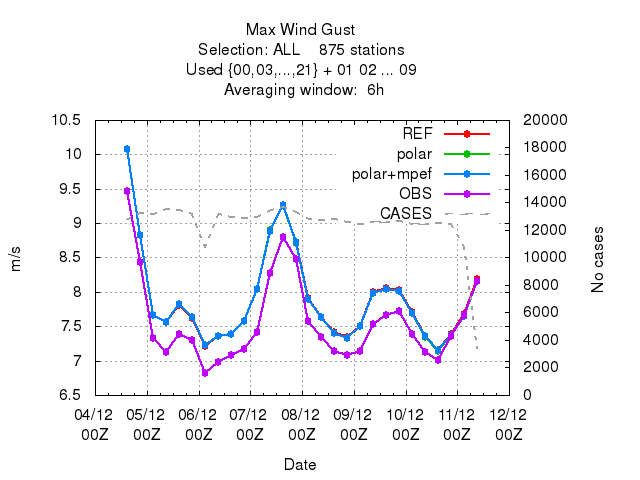 Max Wind Gust
Selection: ALL 875 stations
Used {00,03,...,21} + 01 02 ... 09
Averaging window: 6h
10.5
10
9.5
9
8.5
8
7.5
7
6.5
m/s
20000
18000
16000
14000
12000
10000
8000
6000
4000
2000
0
No cases
REF
polar
polar+mpef
OBS
CASES
04/12 05/12 06/12 07/12 08/12 09/12 10/12 11/12 12/12
00Z 00Z 00Z 00Z 00Z 00Z 00Z 00Z 00Z
Date